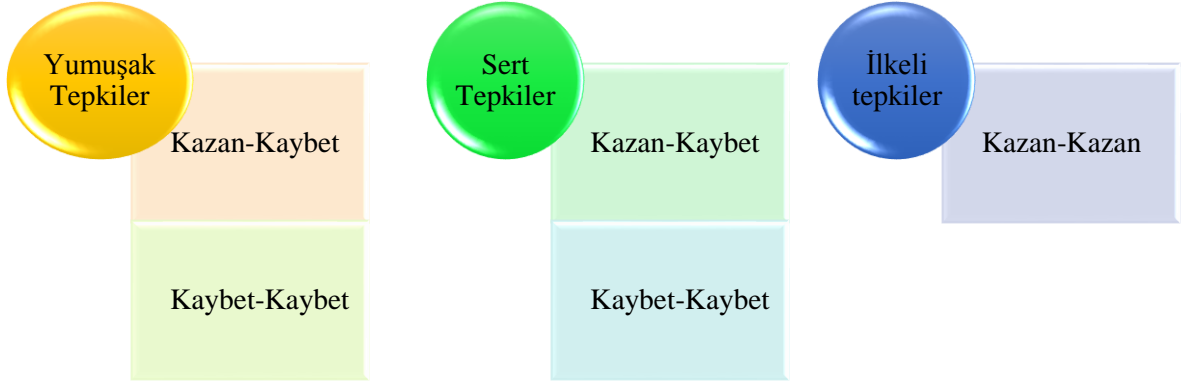 Yumuşak
Tepkiler
Kazan-Kaybet
Kaybet-Kaybet
Sert
Tepkiler
Kazan-Kaybet
Kaybet-Kaybet
İlkeli
tepkiler
Kazan-Kazan